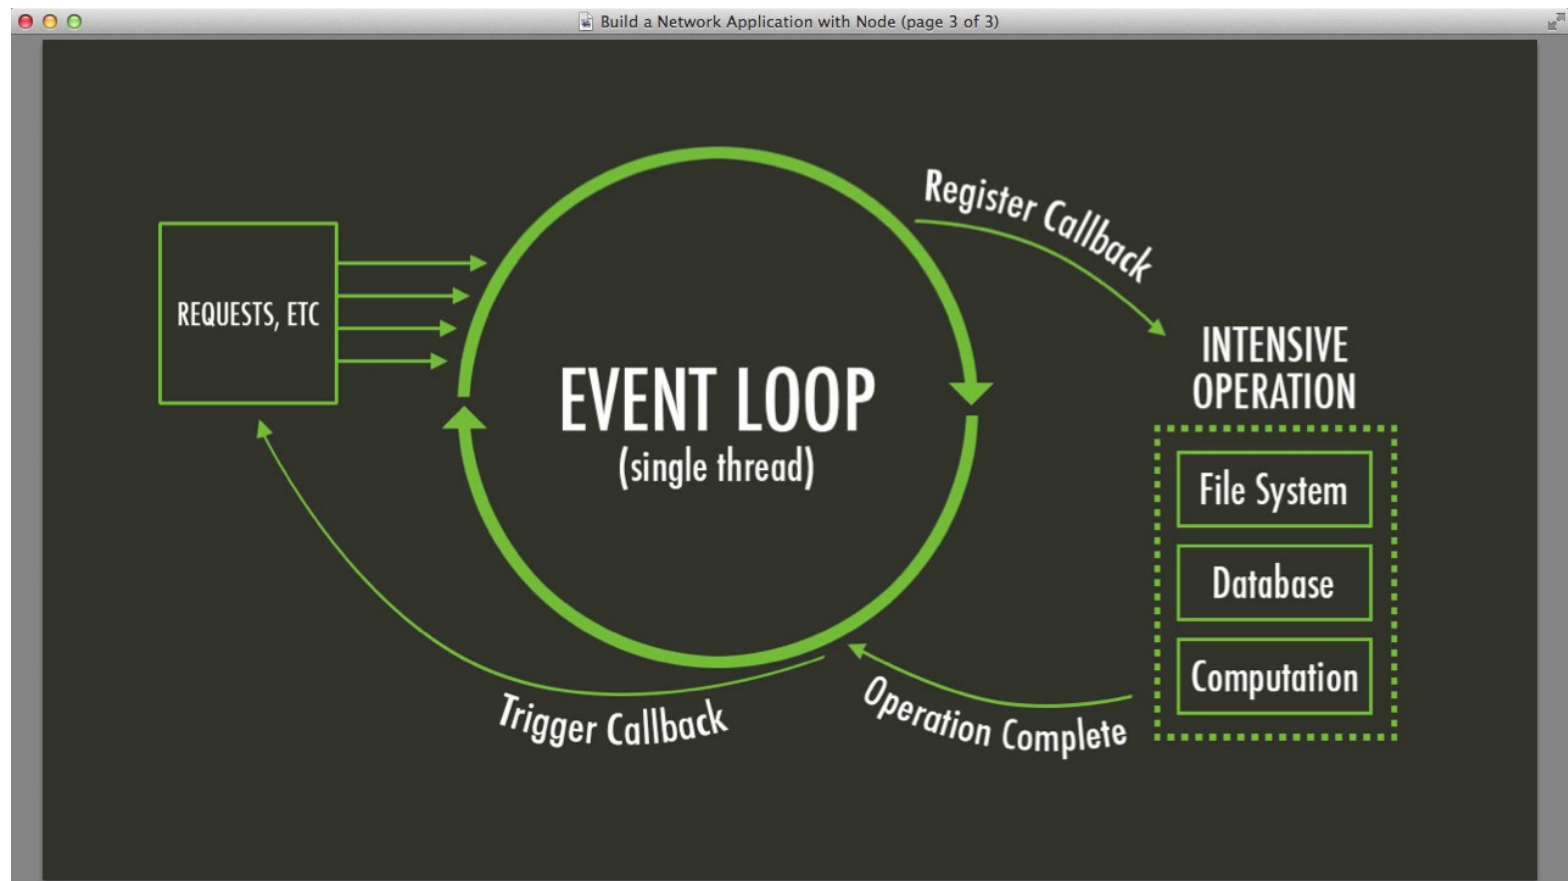 Build a Network Application with Node (page 3 of 3)
REQUESTS, ETC
EVENT LOOP
(single thread)
Register Callback
INTENSIVE
OPERATION
File System
Database
Computation
Operation Complete
Trigger Callback